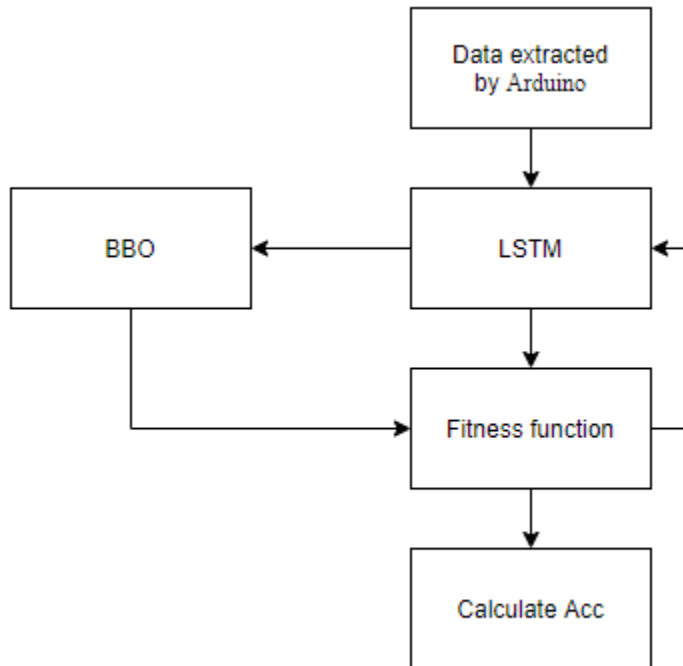 Data extracted
by Arduino
BBO
LSTM
Fitness function
Calculate Acc